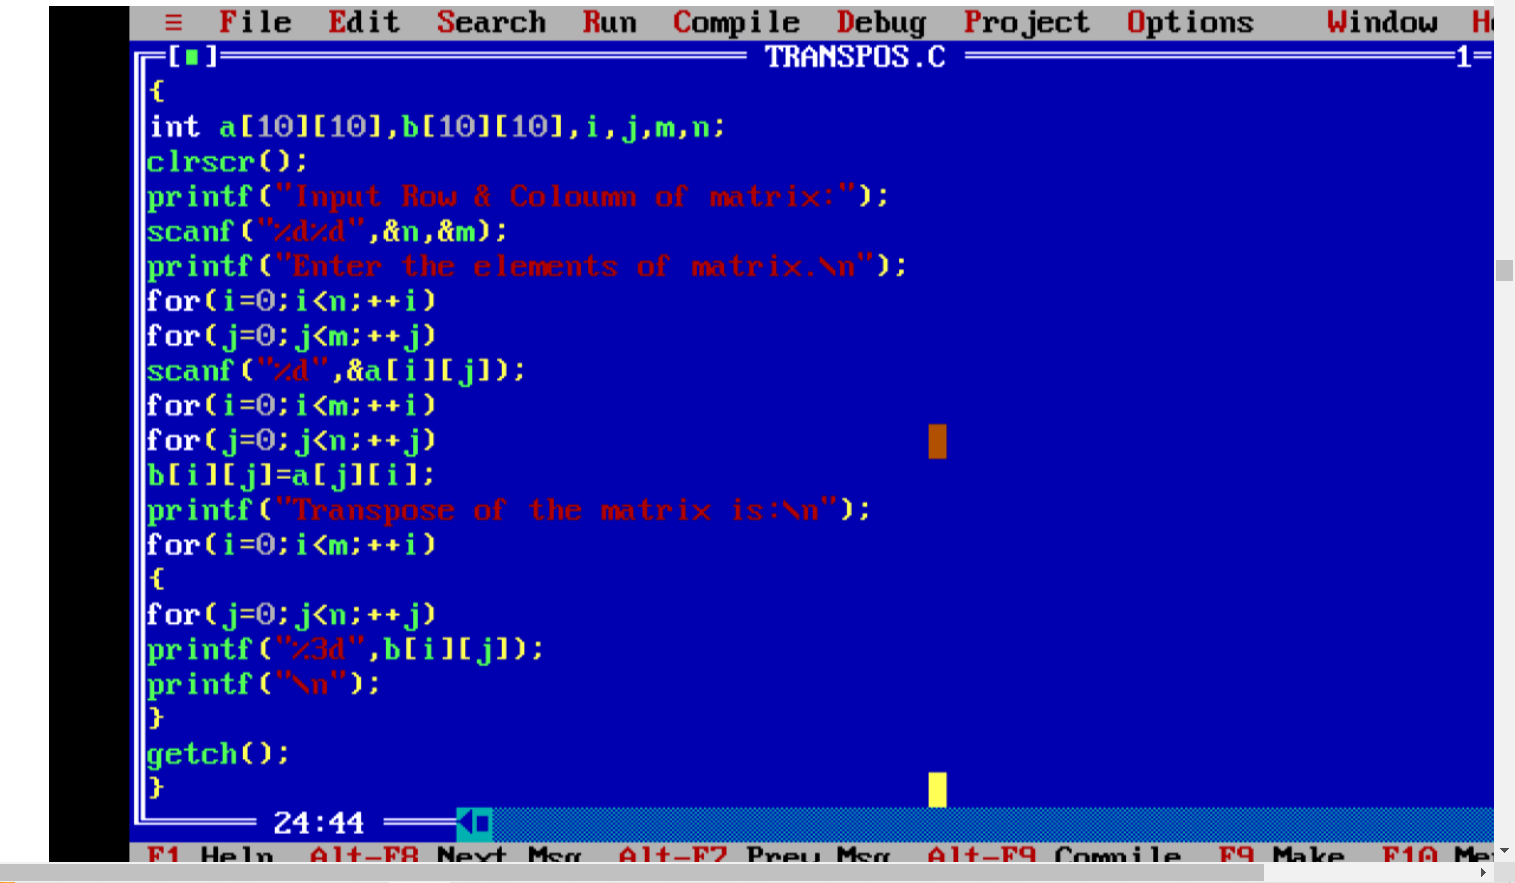 ≡ File Edit Search Run Compile Debug Project Options Window
[■] TRANSPOS.C 1
{
int a[10][10],b[10][10],i,j,m,n;
clrscr();
printf("Input Row & Coloumn of matrix:");
scanf("%d%d",&n,&m);
printf("Enter the elements of matrix.\n");
for(i=0;i<n;++i)
for(j=0;j<m;++j)
scanf("%d",&a[i][j]);
for(i=0;i<m;++i)
for(j=0;j<n;++j)
b[i][j]=a[j][i];
printf("Transpose of the matrix is:\n");
for(i=0;i<m;++i)
{
for(j=0;j<n;++j)
printf("%3d",b[i][j]);
printf("\n");
}
getch();
}
24:44
F1 Help Alt-F8 Next Msg Alt-F7 Prev Msg Alt-F9 Compile F9 Make F10